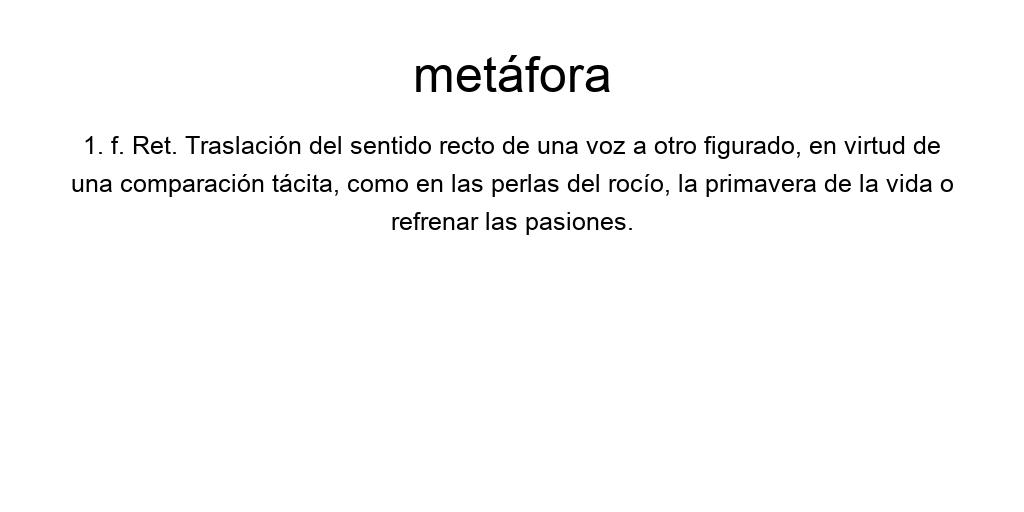 metáfora
1. f. Ret. Traslación del sentido recto de una voz a otro figurado, en virtud de
una comparación tácita, como en las perlas del rocío, la primavera de la vida o
refrenar las pasiones.